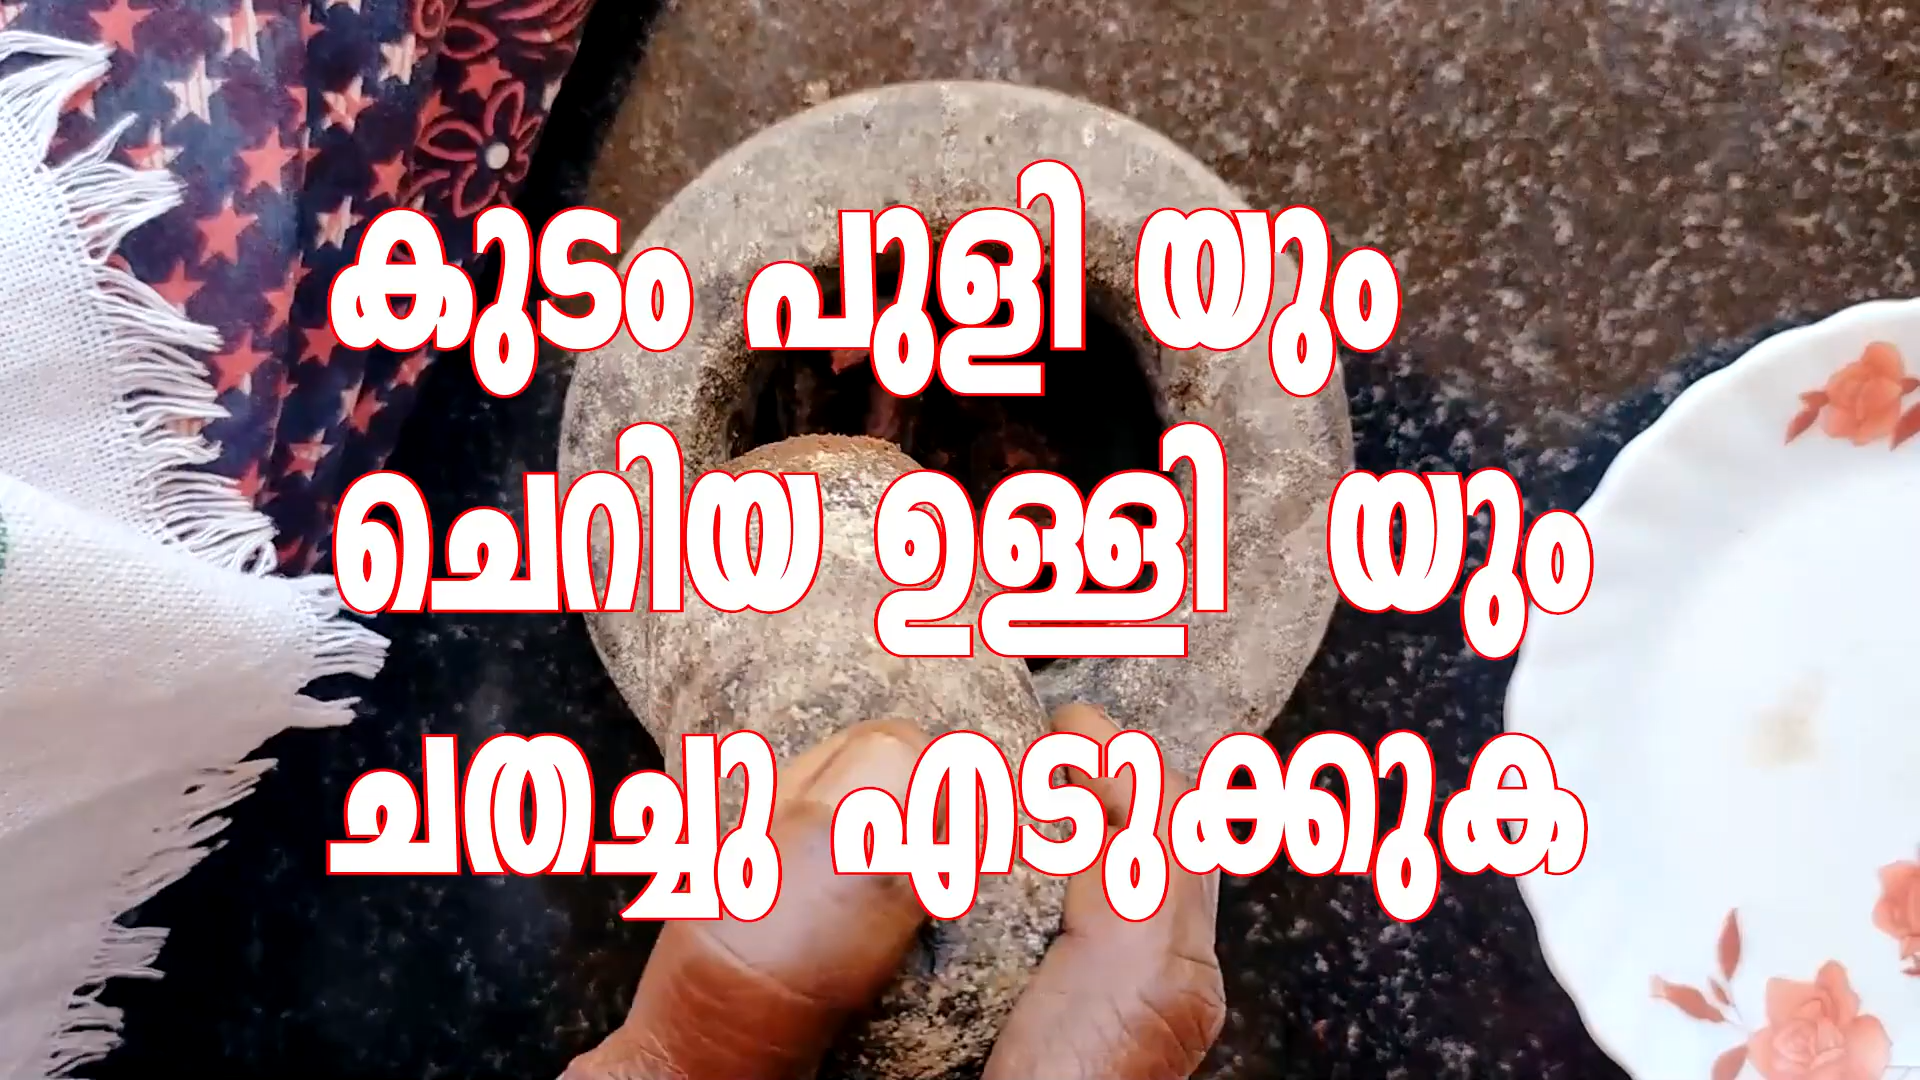 കുടം പുളി യും
ചെറിയ ഉള്ളി യും
ചതച്ചു എടുക്കുക